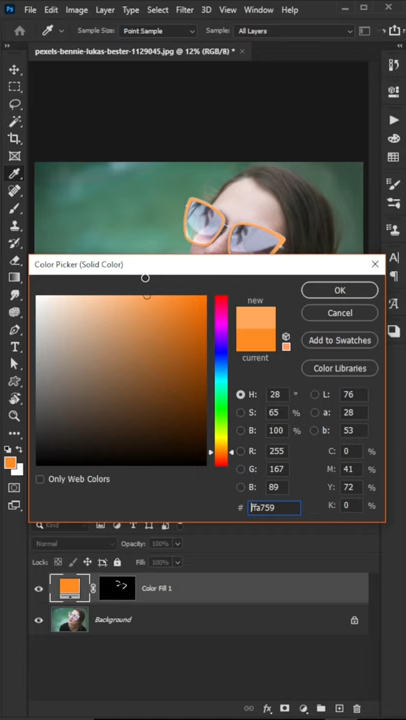 Ps File Edit Image Layer Type Select Filter 3D View Window Help
Sample Size: Point Sample Sample: All Layers
pexels-bennie-lukas-bester-1129045.jpg @ 12% (RGB/8) * ×
Color Picker (Solid Color)
new
current
OK
Cancel
Add to Swatches
Color Libraries
H: 28 °
S: 65 %
B: 100 %
R: 255
G: 167
B: 89
L: 76
a: 28
b: 53
C: 0 %
M: 41 %
Y: 72 %
K: 0 %
# ffa759
Only Web Colors
Kind
Normal Opacity: 100%
Lock: Fill: 100%
Color Fill 1
Background
fx